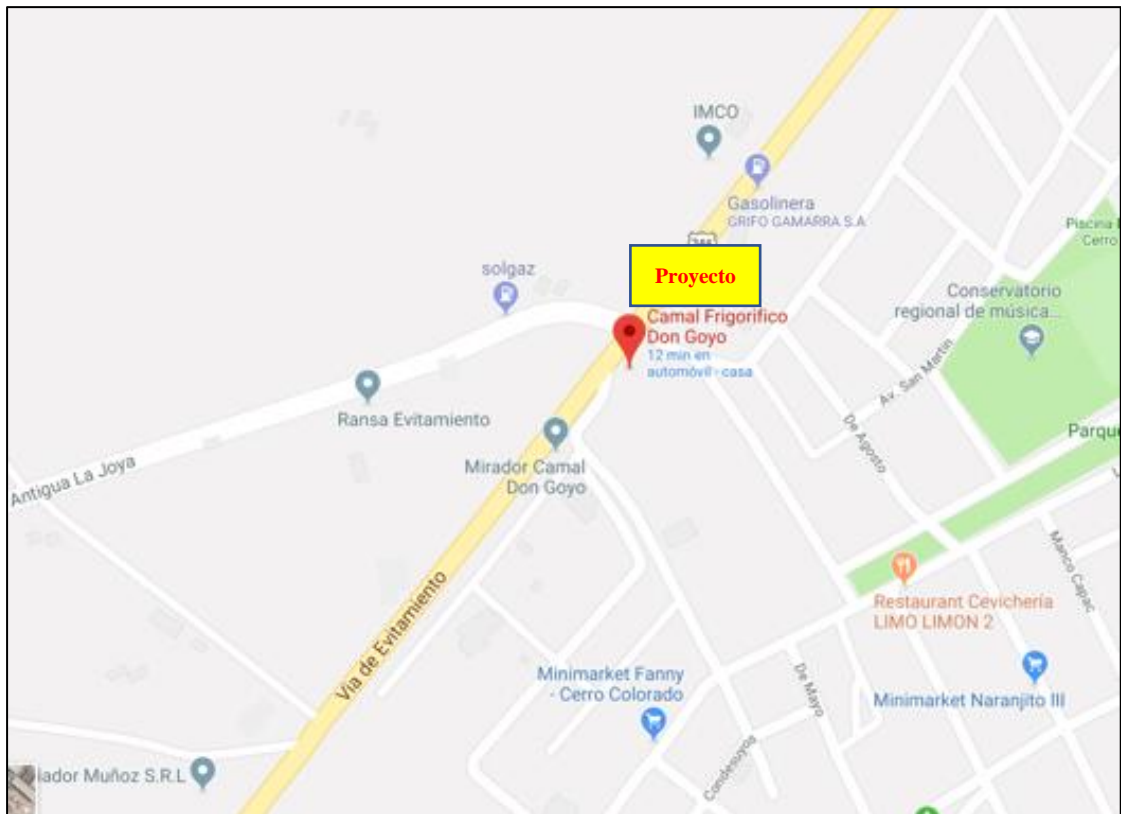 IMCO
Gasolinera
GRIFO GAMARRA S.A
Piscina
Cerro
solgaz
Proyecto
Camal Frigorifico
Don Goyo
12 min en
automóvil - casa
Conservatorio
regional de música...
Av. San Martin
Ransa Evitamiento
De Agosto
Parque
Mirador Camal
Don Goyo
Antigua La Joya
Manco Capac
Restaurant Cevichería
LIMO LIMON 2
Via de Evitamiento
Minimarket Fanny
- Cerro Colorado
De Mayo
Minimarket Naranjito III
Condesuyos
iador Muñoz S.R.L